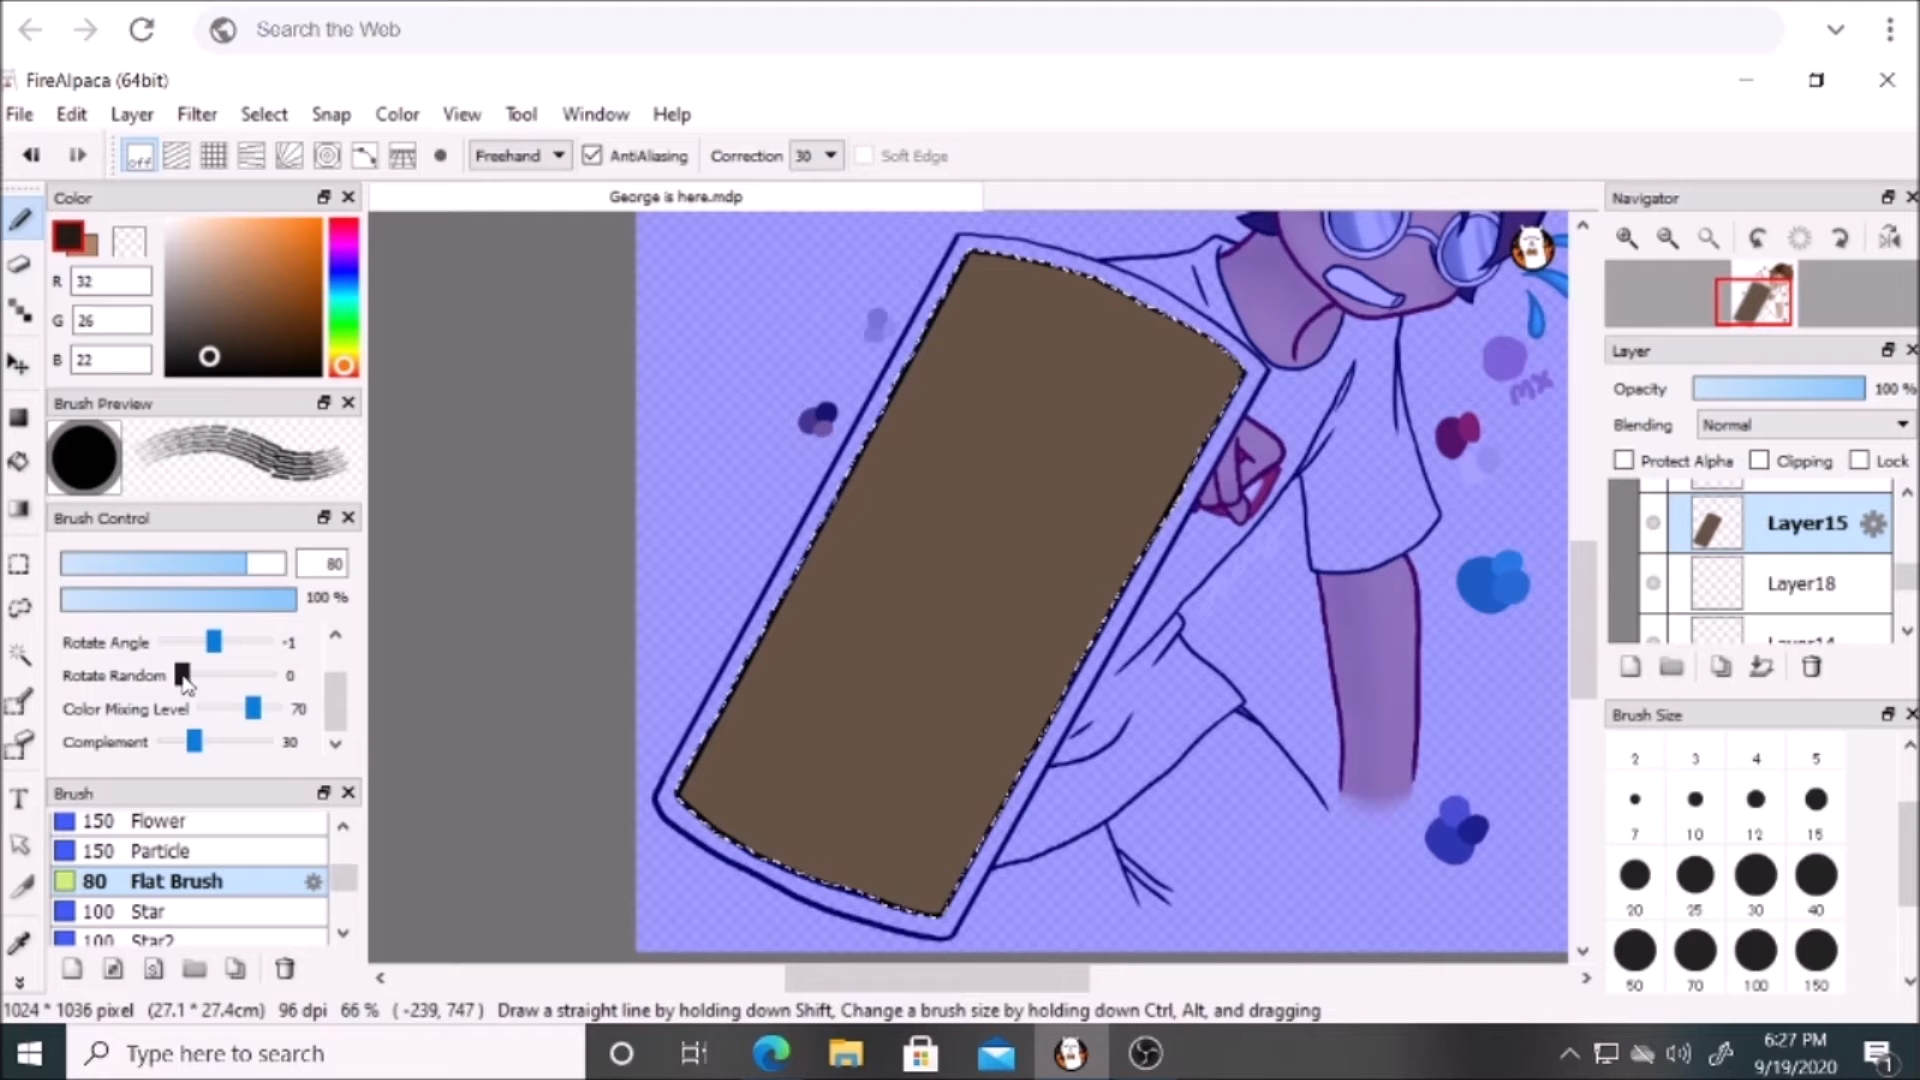 Search the Web
FireAlpaca (64bit)
File Edit Layer Filter Select Snap Color View Tool Window Help
off Freehand AntiAliasing Correction 30 Soft Edge
Color
George is here.mdp
Navigator
R 32
G 26
B 22
Brush Preview
Brush Control
80
100 %
Rotate Angle -1
Rotate Random 0
Color Mixing Level 70
Complement 30
Brush
150 Flower
150 Particle
80 Flat Brush
100 Star
100 Star2
Layer
Opacity 100 %
Blending Normal
Protect Alpha Clipping Lock
Layer15
Layer18
Layer14
Brush Size
2 3 4 5
7 10 12 15
20 25 30 40
50 70 100 150
1024 * 1036 pixel (27.1 * 27.4cm) 96 dpi 66 % ( -239, 747 ) Draw a straight line by holding down Shift, Change a brush size by holding down Ctrl, Alt, and dragging
Type here to search
6:27 PM
9/19/2020
1